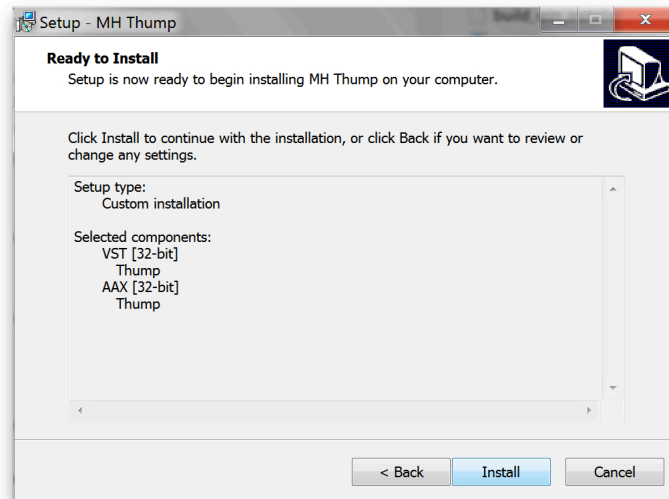 Setup - MH Thump
build
Ready to Install
Setup is now ready to begin installing MH Thump on your computer.
Click Install to continue with the installation, or click Back if you want to review or
change any settings.
Setup type:
Custom installation
Selected components:
VST [32-bit]
Thump
AAX [32-bit]
Thump
< Back
Install
Cancel